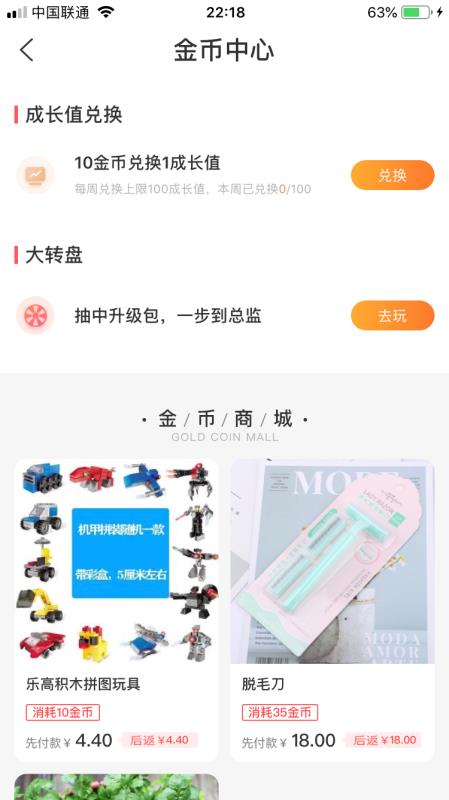 中国联通
22:18
63%
金币中心
成长值兑换
10金币兑换1成长值
每周兑换上限100成长值，本周已兑换0/100
兑换
大转盘
抽中升级包，一步到总监
去玩
· 金 / 币 / 商 / 城 ·
GOLD COIN MALL
机甲拼装随机一款
带彩盒，5厘米左右
MODE
LADY RAZOR
MODA
AMOR
ARTE
乐高积木拼图玩具
消耗10金币
先付款 ¥ 4.40
后返 ¥4.40
脱毛刀
消耗35金币
先付款 ¥ 18.00
后返 ¥18.00